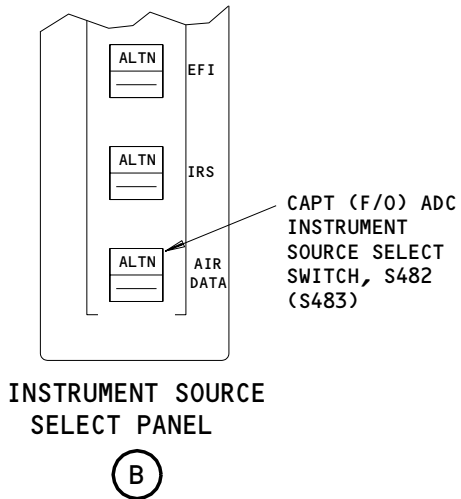 ALTN
EFI
ALTN
IRS
ALTN
AIR
DATA
CAPT (F/O) ADC
INSTRUMENT
SOURCE SELECT
SWITCH, S482
(S483)
INSTRUMENT SOURCE
SELECT PANEL
B